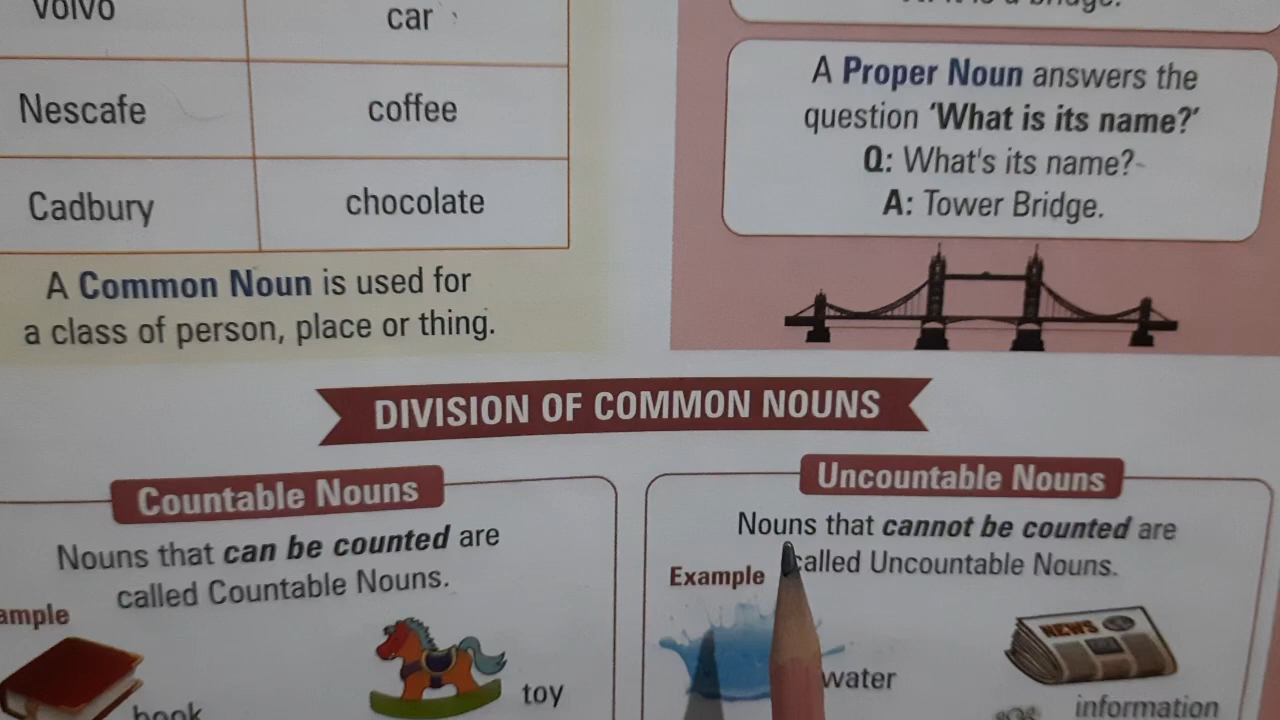 Volvo car
Nescafe coffee
Cadbury chocolate
A Common Noun is used for
a class of person, place or thing.
A Proper Noun answers the
question ‘What is its name?’
Q: What's its name?
A: Tower Bridge.
DIVISION OF COMMON NOUNS
Countable Nouns
Nouns that can be counted are
called Countable Nouns.
ample
book
toy
Uncountable Nouns
Nouns that cannot be counted are
called Uncountable Nouns.
Example
water
NEWS
information